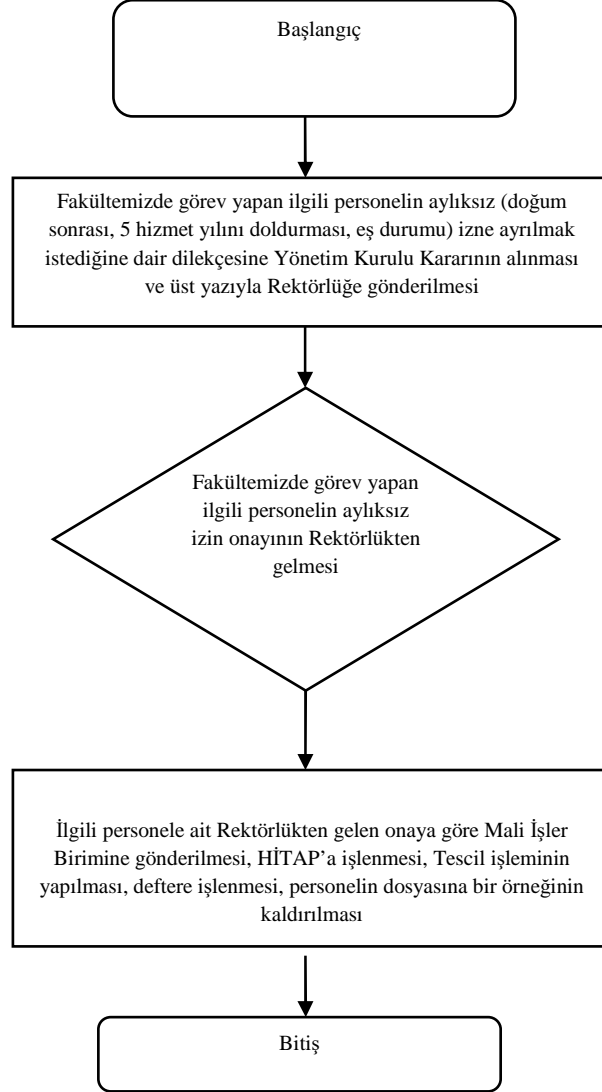 Başlangıç
Fakültemizde görev yapan ilgili personelin aylıksız (doğum
sonrası, 5 hizmet yılını doldurması, eş durumu) izne ayrılmak
istediğine dair dilekçesine Yönetim Kurulu Kararının alınması
ve üst yazıyla Rektörlüğe gönderilmesi
Fakültemizde görev yapan
ilgili personelin aylıksız
izin onayının Rektörlükten
gelmesi
İlgili personele ait Rektörlükten gelen onaya göre Mali İşler
Birimine gönderilmesi, HİTAP’a işlenmesi, Tescil işleminin
yapılması, deftere işlenmesi, personelin dosyasına bir örneğinin
kaldırılması
Bitiş